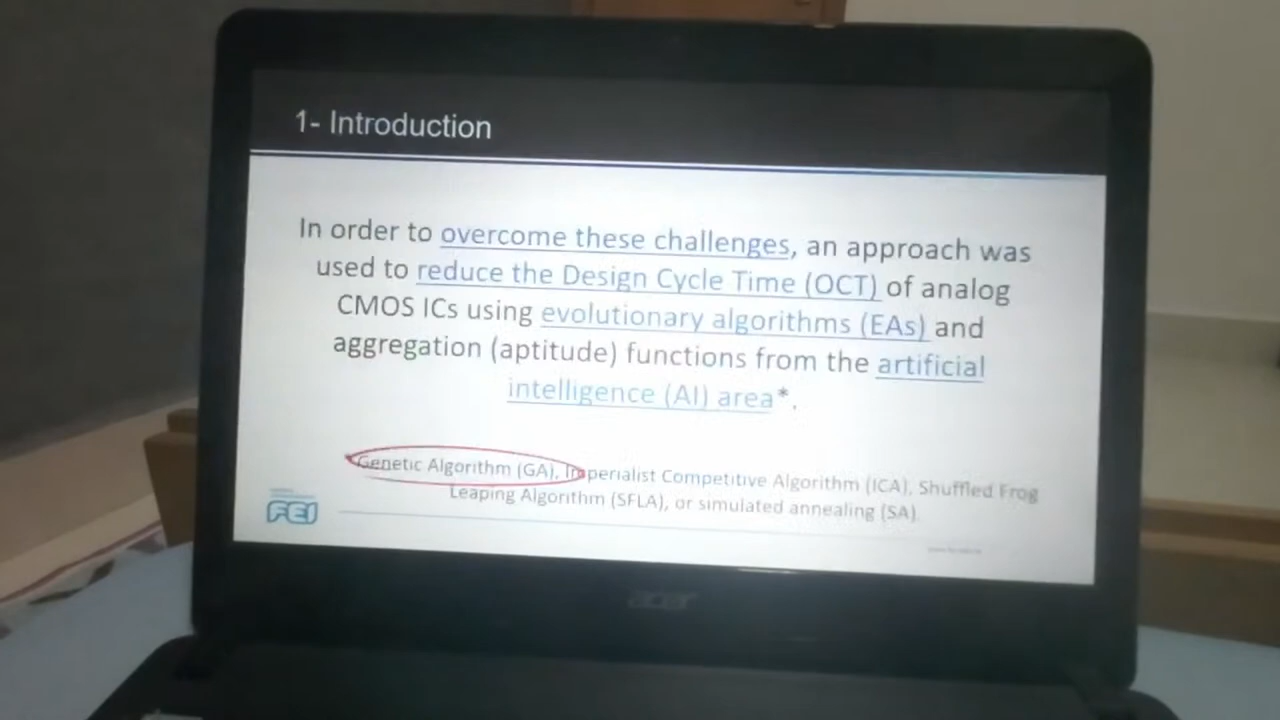 1- Introduction
In order to overcome these challenges, an approach was
used to reduce the Design Cycle Time (OCT) of analog
CMOS ICs using evolutionary algorithms (EAs) and
aggregation (aptitude) functions from the artificial
intelligence (AI) area*.
*Genetic Algorithm (GA), Imperialist Competitive Algorithm (ICA), Shuffled Frog
Leaping Algorithm (SFLA), or simulated annealing (SA).
FEI
acer